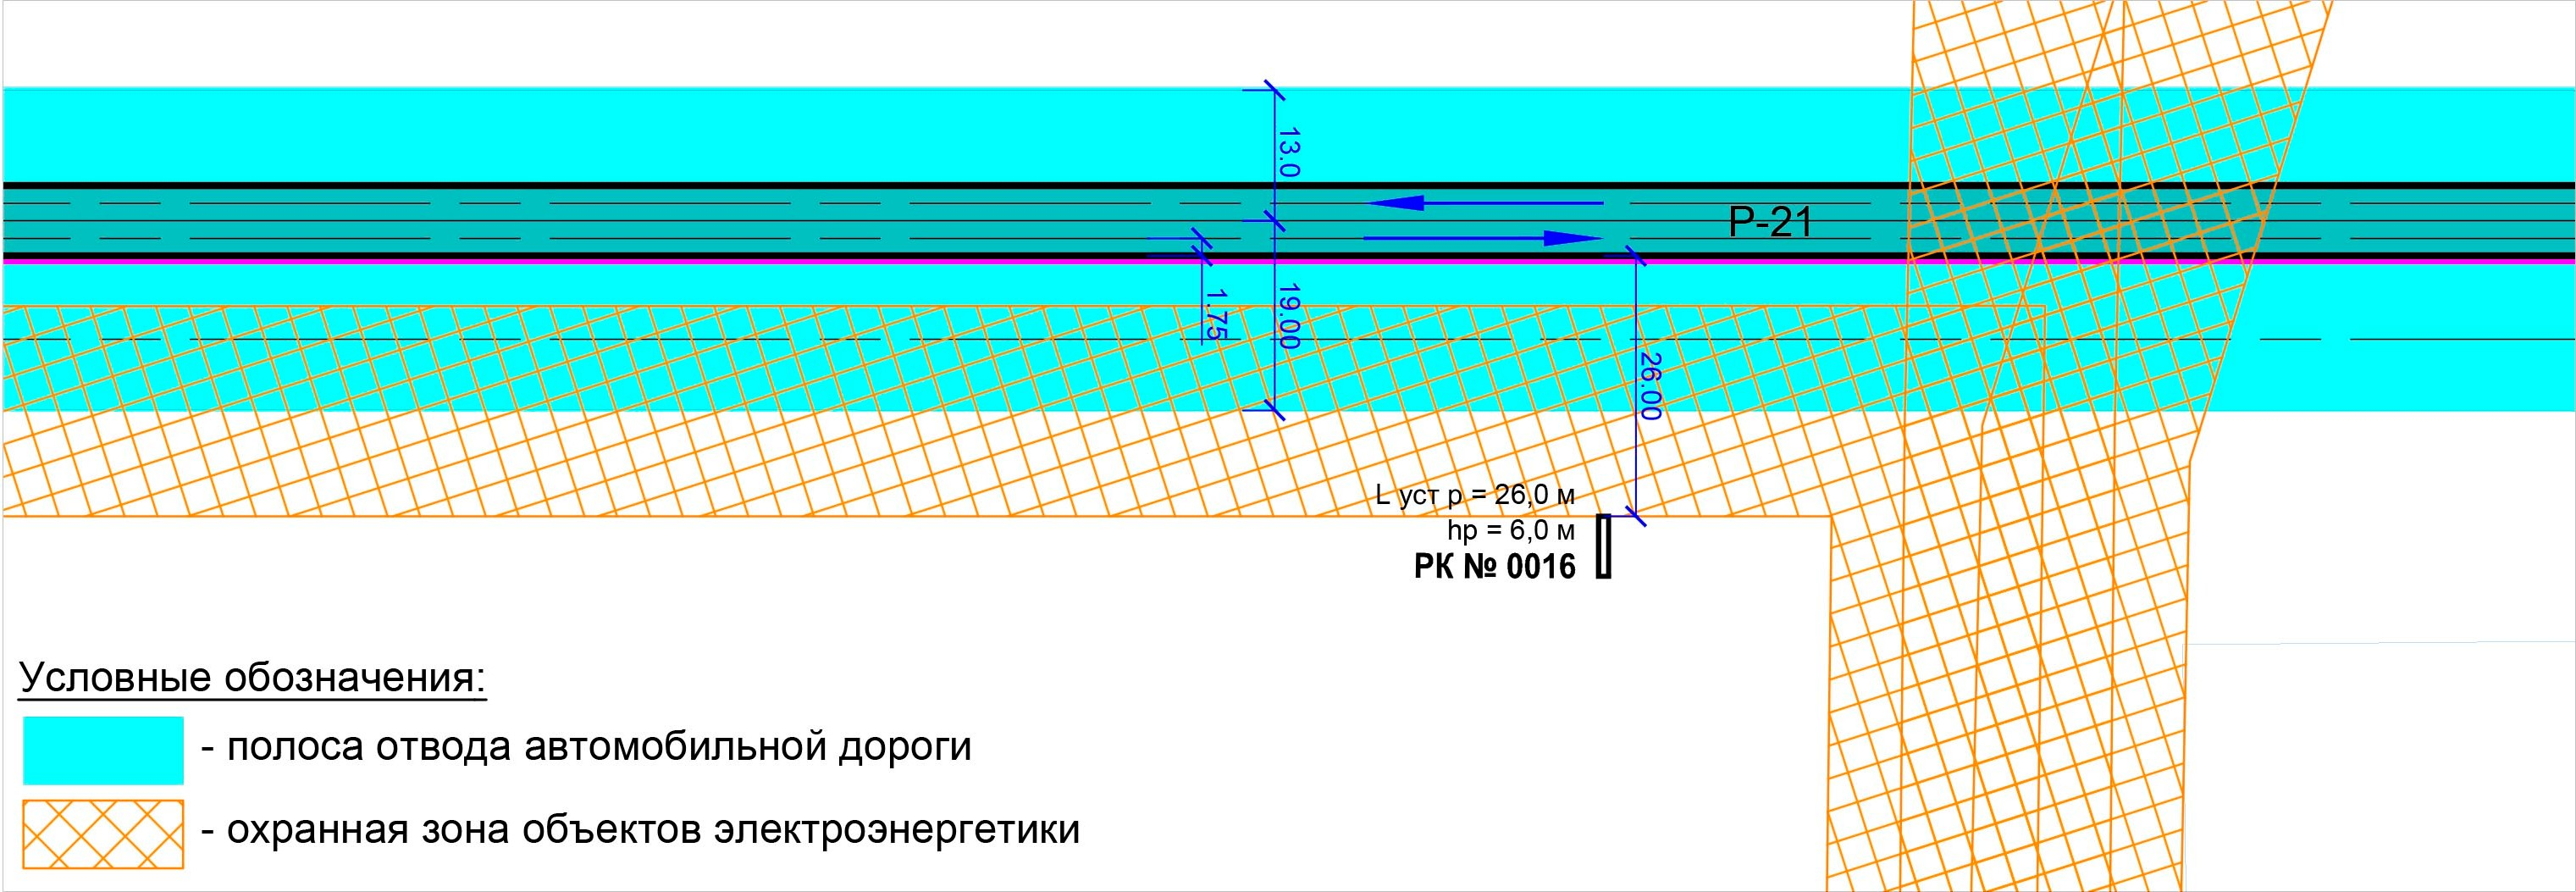 13.0
P-21
1.75
19.00
26.00
L уст р = 26,0 м
hр = 6,0 м
РК № 0016
Условные обозначения:
- полоса отвода автомобильной дороги
- охранная зона объектов электроэнергетики